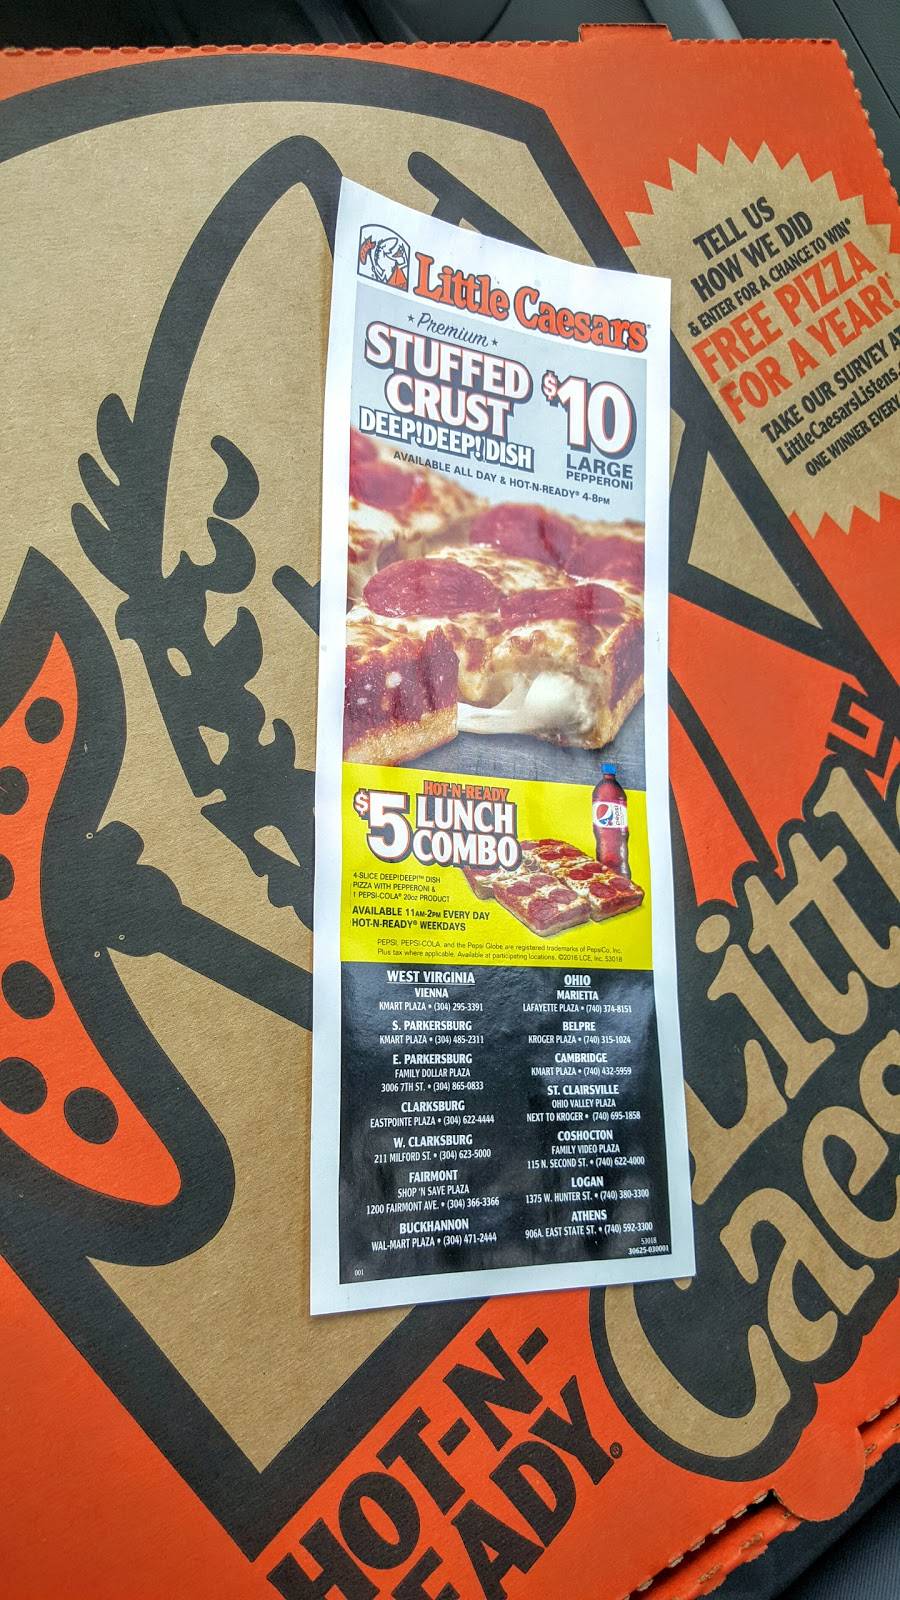 TELL US
HOW WE DID
& ENTER FOR A CHANCE TO WIN*
FREE PIZZA
FOR A YEAR!
TAKE OUR SURVEY
LittleCaesarsListens.
ONE WINNER EVERY
Little Caesars®
★ Premium ★
STUFFED
CRUST
DEEP!DEEP!™ DISH
$10
LARGE
PEPPERONI
AVAILABLE ALL DAY & HOT-N-READY® 4-8PM
HOT-N-READY
$5 LUNCH
COMBO
pepsi
4-SLICE DEEP!DEEP!™ DISH
PIZZA WITH PEPPERONI &
1 PEPSI-COLA® 20oz PRODUCT
AVAILABLE 11AM-2PM EVERY DAY
HOT-N-READY® WEEKDAYS
PEPSI, PEPSI-COLA, and the Pepsi Globe are registered trademarks of PepsiCo, Inc.
Plus tax where applicable. Available at participating locations. ©2016 LCE, Inc. 53018
WEST VIRGINIA
VIENNA
KMART PLAZA • (304) 295-3391
S. PARKERSBURG
KMART PLAZA • (304) 485-2311
E. PARKERSBURG
FAMILY DOLLAR PLAZA
3006 7TH ST. • (304) 865-0833
CLARKSBURG
EASTPOINTE PLAZA • (304) 622-4444
W. CLARKSBURG
211 MILFORD ST. • (304) 623-5000
FAIRMONT
SHOP 'N SAVE PLAZA
1200 FAIRMONT AVE. • (304) 366-3366
BUCKHANNON
WAL-MART PLAZA • (304) 471-2444
OHIO
MARIETTA
LAFAYETTE PLAZA • (740) 374-8151
BELPRE
KROGER PLAZA • (740) 315-1024
CAMBRIDGE
KMART PLAZA • (740) 432-5959
ST. CLAIRSVILLE
OHIO VALLEY PLAZA
NEXT TO KROGER • (740) 695-1858
COSHOCTON
FAMILY VIDEO PLAZA
115 N. SECOND ST. • (740) 622-4000
LOGAN
1375 W. HUNTER ST. • (740) 380-3300
ATHENS
906A. EAST STATE ST. • (740) 592-3300
53018
30625-030001
001
Little
Caesa
HOT-N-
EADY®